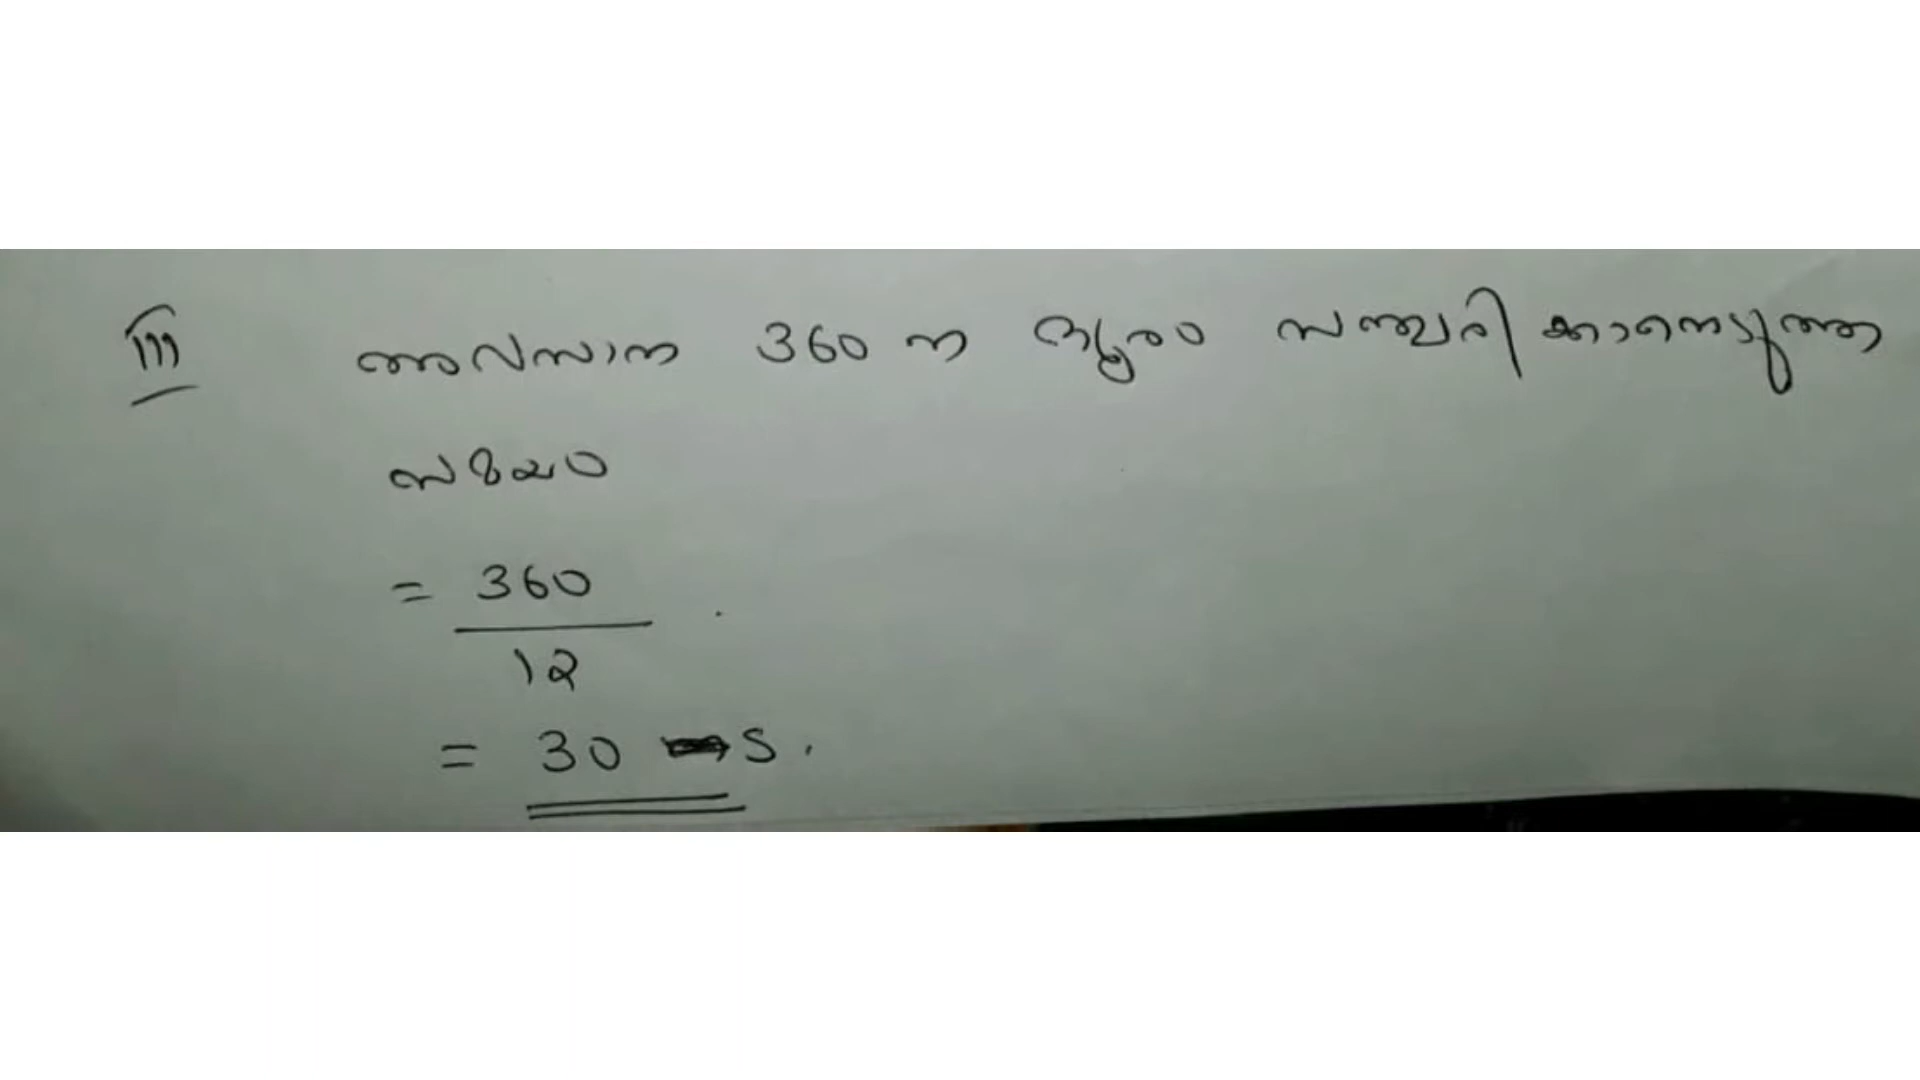 iii അവസാന 360 m ദൂരം സഞ്ചരിക്കാനെടുത്ത
സമയം
= 360
12
= 30 s.